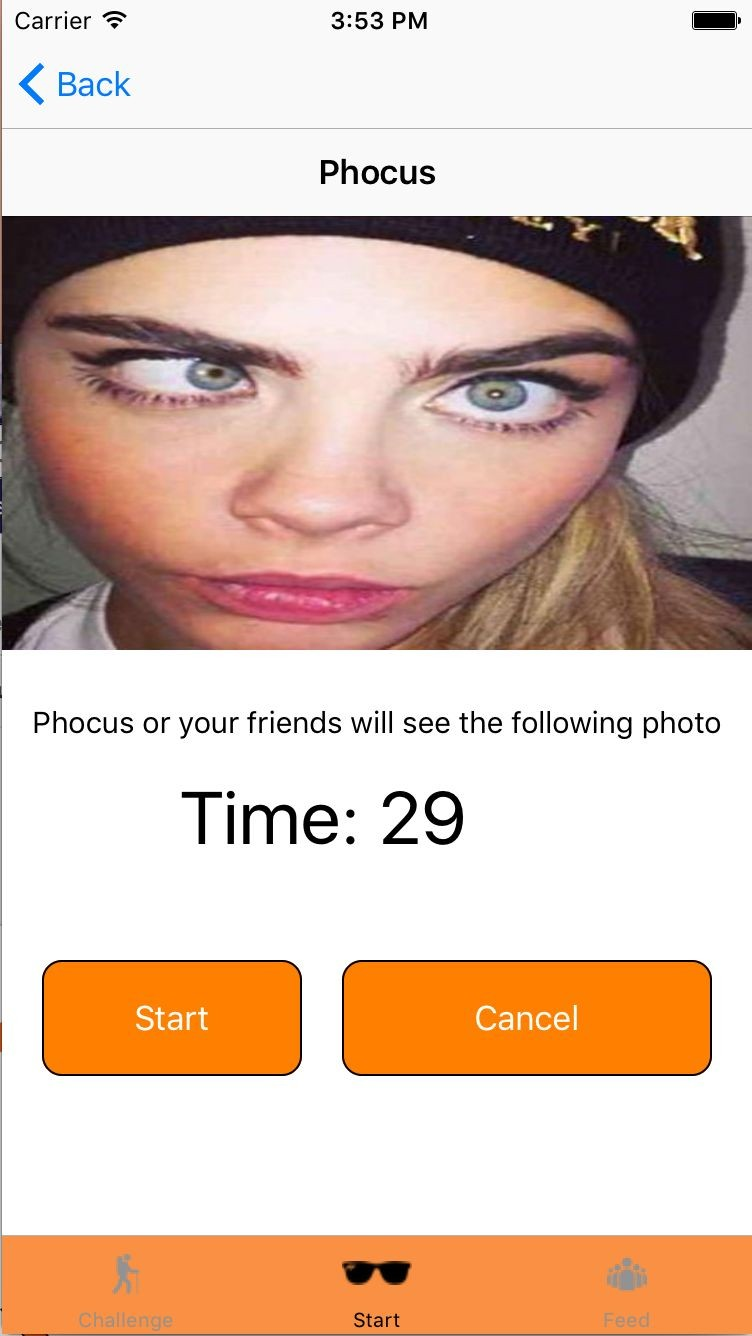 Carrier 3:53 PM
Back
Phocus
Phocus or your friends will see the following photo
Time: 29
Start Cancel
Challenge Start Feed